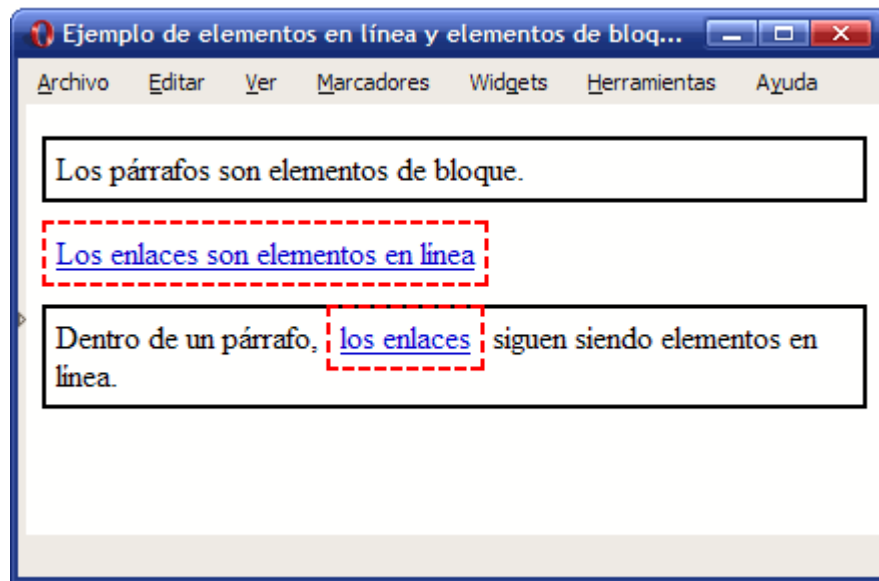 Ejemplo de elementos en línea y elementos de bloq...
Archivo Editar Ver Marcadores Widgets Herramientas Ayuda
Los párrafos son elementos de bloque.
Los enlaces son elementos en línea
Dentro de un párrafo, los enlaces siguen siendo elementos en
línea.